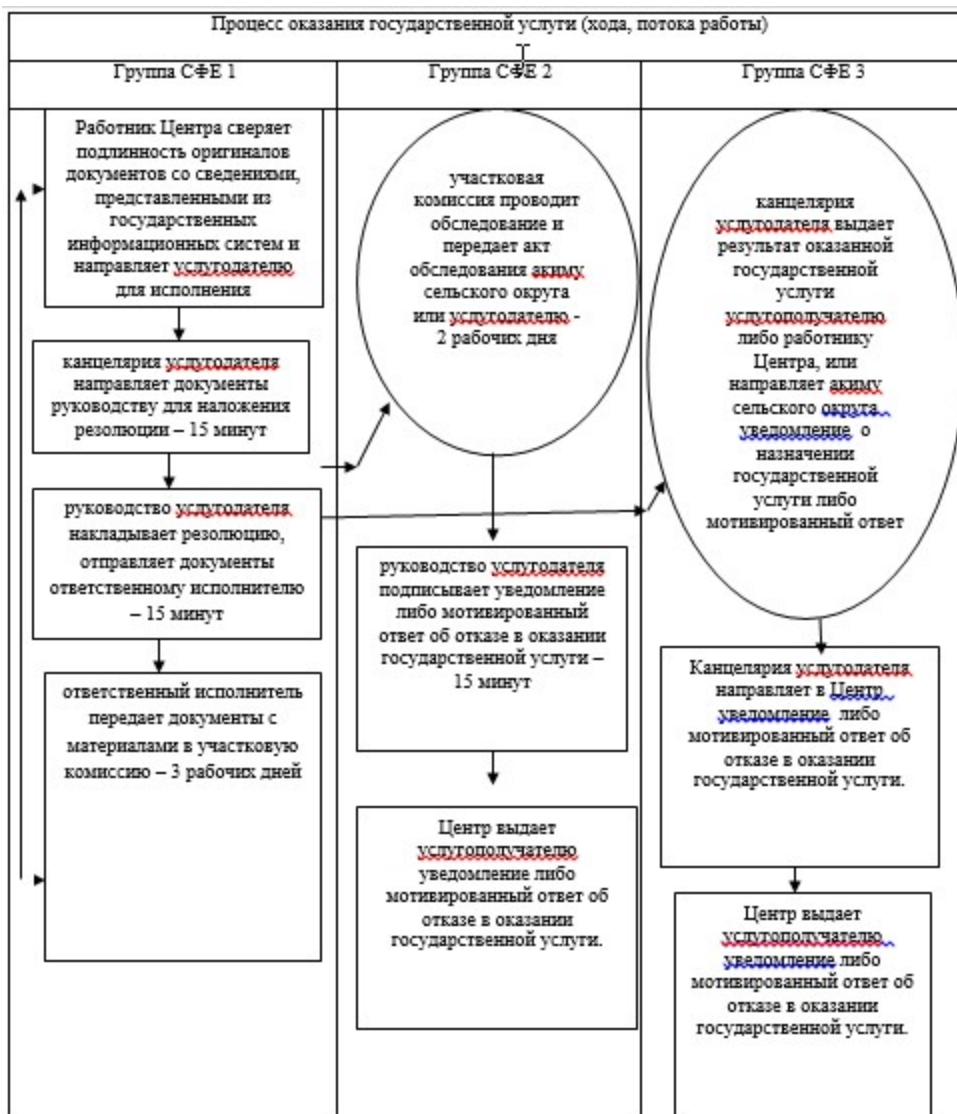 Процесс оказания государственной услуги (хода, потока работы)
Группа СФЕ 1
Группа СФЕ 2
Группа СФЕ 3
Работник Центра сверяет
подлинность оригиналов
документов со сведениями,
представленными из
государственных
информационных систем и
направляет услугодателю
для исполнения
канцелярия услугодателя
направляет документы
руководству для наложения
резолюции – 15 минут
руководство услугодателя
накладывает резолюцию,
отправляет документы
ответственному исполнителю
– 15 минут
ответственный исполнитель
передает документы с
материалами в участковую
комиссию – 3 рабочих дней
участковая
комиссия проводит
обследование и
передает акт
обследования акиму
сельского округа
или услугодателю -
2 рабочих дня
руководство услугодателя
подписывает уведомление
либо мотивированный
ответ об отказе в оказании
государственной услуги –
15 минут
Центр выдает
услугополучателю
уведомление либо
мотивированный ответ об
отказе в оказании
государственной услуги.
канцелярия
услугодателя выдает
результат оказанной
государственной
услуги
услугополучателю
либо работнику
Центра, или
направляет акиму
сельского округа
уведомление о
назначении
государственной
услуги либо
мотивированный ответ
Канцелярия услугодателя
направляет в Центр
уведомление либо
мотивированный ответ об
отказе в оказании
государственной услуги.
Центр выдает
услугополучателю
уведомление либо
мотивированный ответ об
отказе в оказании
государственной услуги.